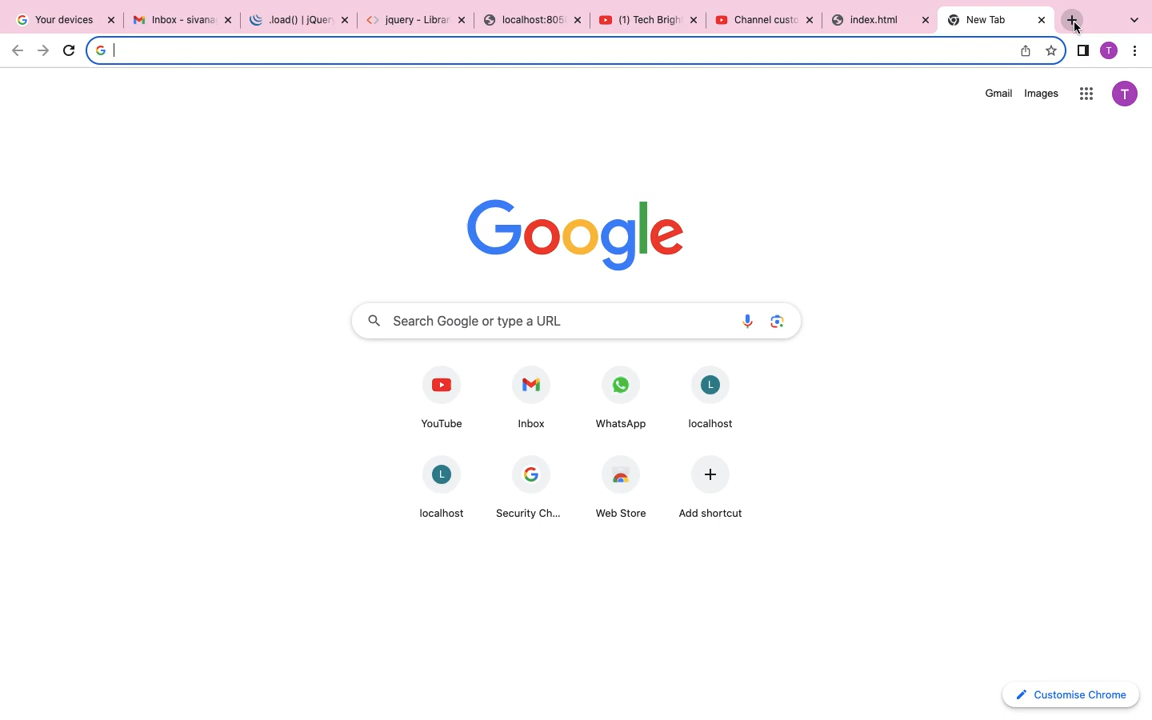 Your devices
Inbox - sivana
.load() | jQuer
jquery - Librar
localhost:805
(1) Tech Brigh
Channel custo
index.html
New Tab
T
Gmail
Images
T
Google
Search Google or type a URL
YouTube
Inbox
WhatsApp
L
localhost
L
localhost
Security Ch...
Web Store
Add shortcut
Customise Chrome